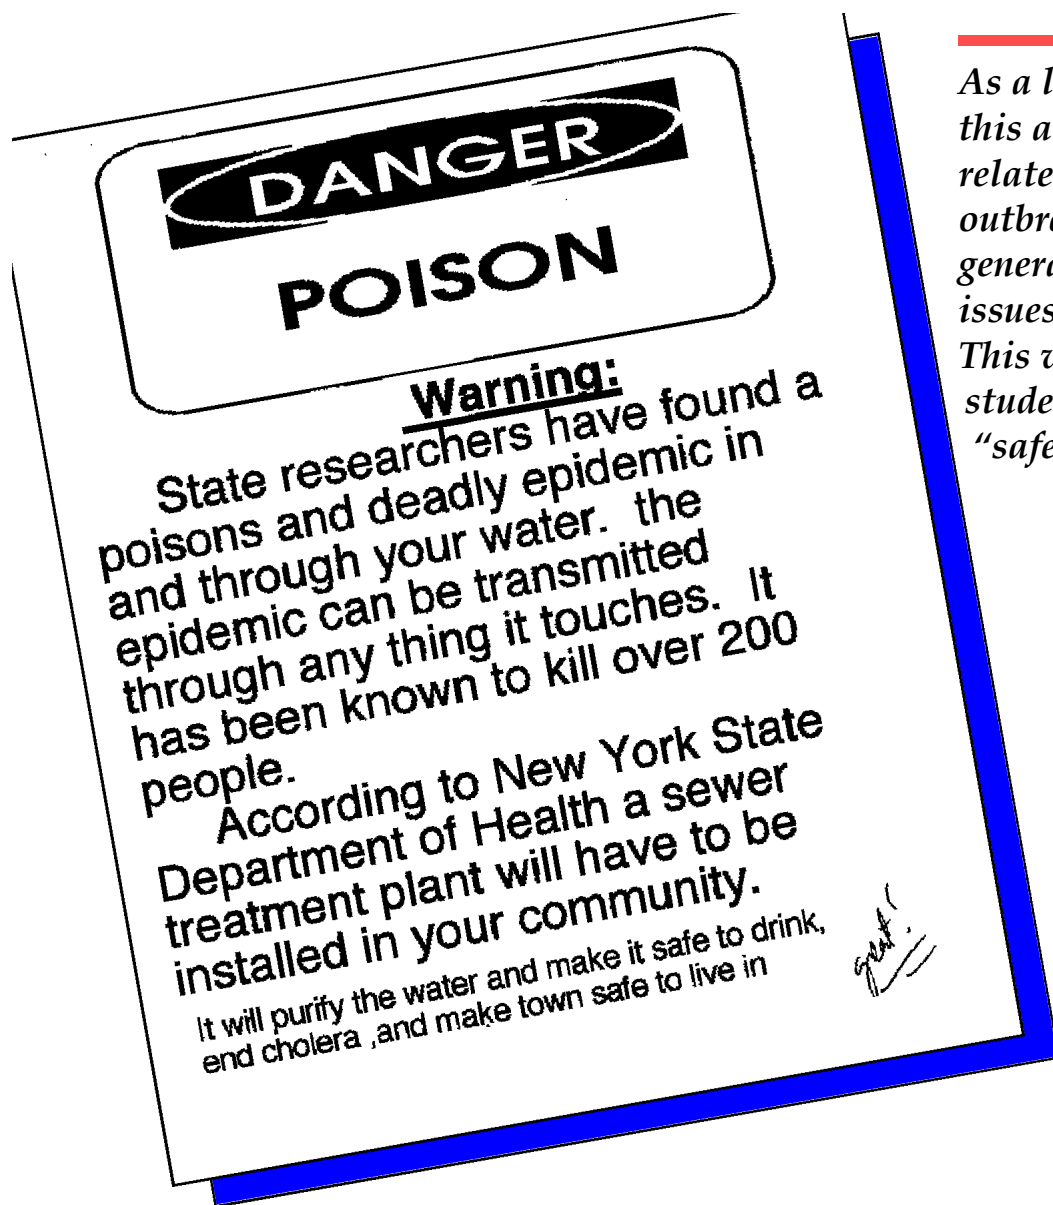 DANGER
POISON
Warning:
State researchers have found a
poisons and deadly epidemic in
and through your water. the
epidemic can be transmitted
through any thing it touches. It
has been known to kill over 200
people.
According to New York State
Department of Health a sewer
treatment plant will have to be
installed in your community.
It will purify the water and make it safe to drink,
end cholera ,and make town safe to live in
great!
As a l
this a
relate
outbre
genera
issues
This w
stude
"safe